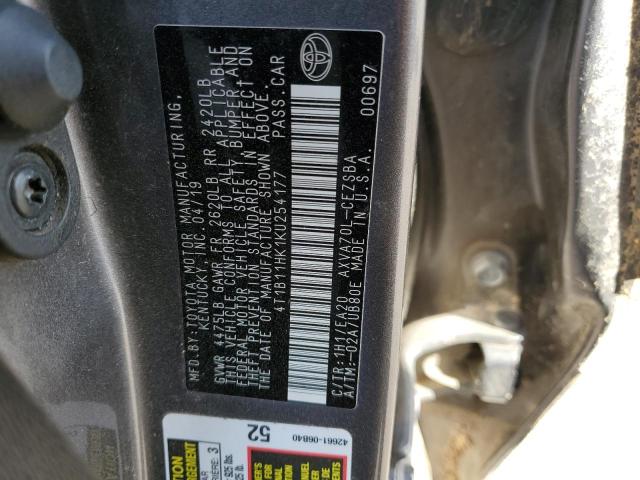 MFD.BY:TOYOTA MOTOR MANUFACTURING,
KENTUCKY, INC. 04/19
GVWR 4475LB GAWR FR 2620LB RR 2420LB
THIS VEHICLE CONFORMS TO ALL APPLICABLE
FEDERAL MOTOR VEHICLE SAFETY, BUMPER AND
THEFT PREVENTION STANDARDS IN EFFECT ON
THE DATE OF MANUFACTURE SHOWN ABOVE.
4T1B11HK1KU254177 PASS.CAR
C/TR:1H1/EA20 AXVA70L-CEZSBA
A/TM:-02A/UB80E MADE IN U.S.A. 00697
TOYOTA
52
42661-06B40
3